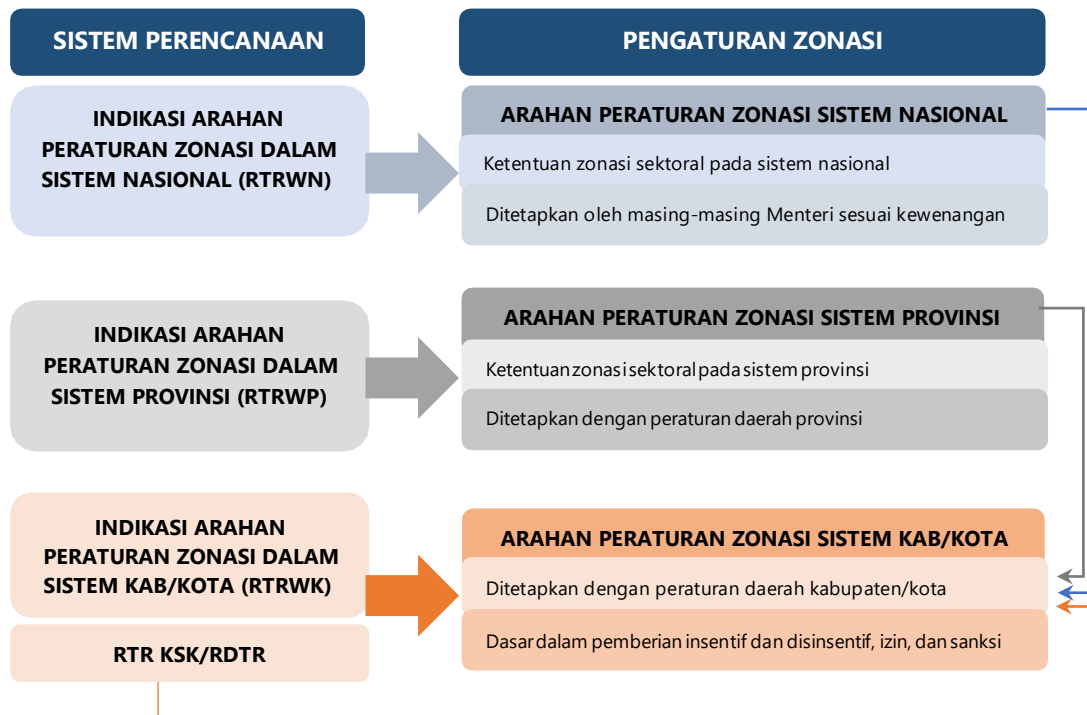 SISTEM PERENCANAAN
PENGATURAN ZONASI
INDIKASI ARAHAN
PERATURAN ZONASI DALAM
SISTEM NASIONAL (RTRWN)
ARAHAN PERATURAN ZONASI SISTEM NASIONAL
Ketentuan zonasi sektoral pada sistem nasional
Ditetapkan oleh masing-masing Menteri sesuai kewenangan
INDIKASI ARAHAN
PERATURAN ZONASI DALAM
SISTEM PROVINSI (RTRWP)
ARAHAN PERATURAN ZONASI SISTEM PROVINSI
Ketentuan zonasi sektoral pada sistem provinsi
Ditetapkan dengan peraturan daerah provinsi
INDIKASI ARAHAN
PERATURAN ZONASI DALAM
SISTEM KAB/KOTA (RTRWK)
RTR KSK/RDTR
ARAHAN PERATURAN ZONASI SISTEM KAB/KOTA
Ditetapkan dengan peraturan daerah kabupaten/kota
Dasar dalam pemberian insentif dan disinsentif, izin, dan sanksi